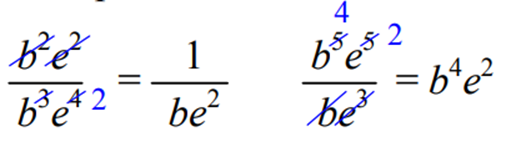 b²e² / b³e⁴ 2 = 1 / be²
4 b⁵e⁵ 2 / be³ = b⁴e²